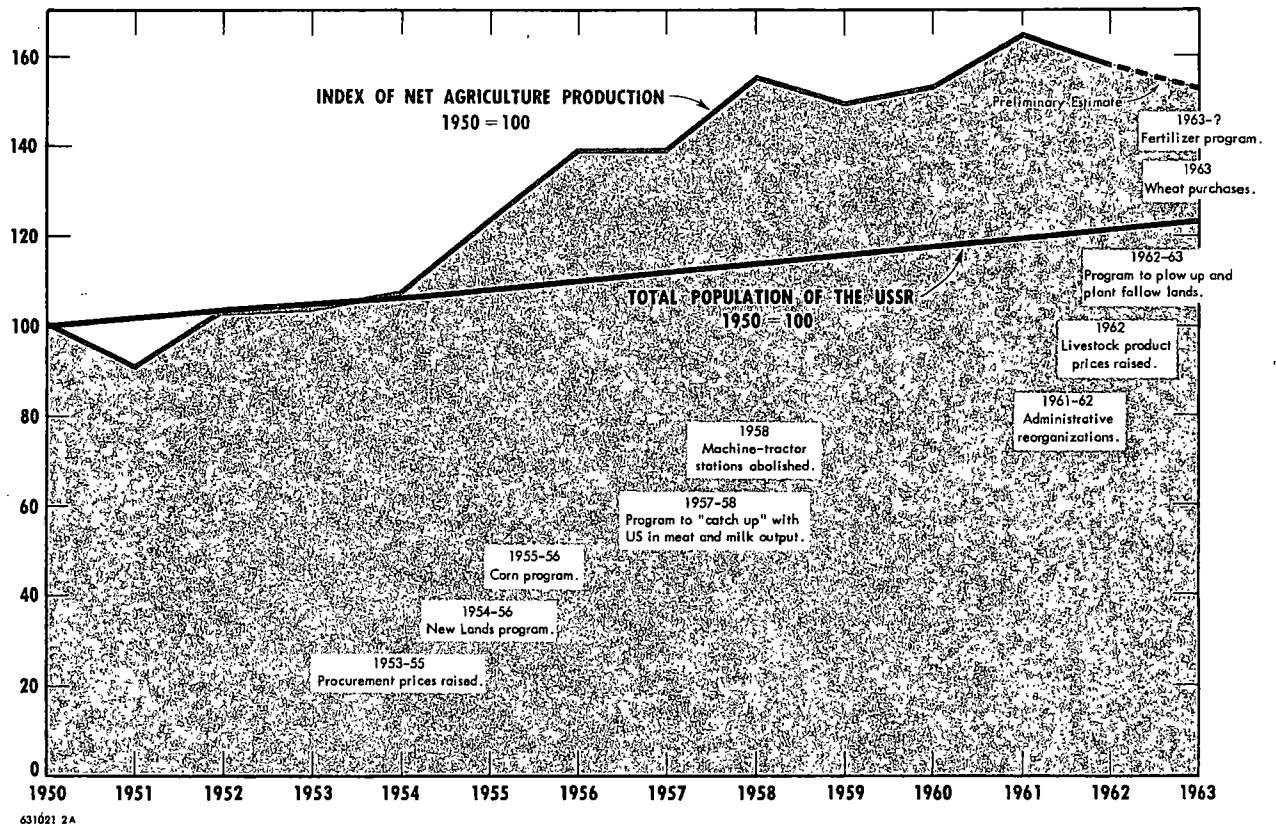 160
140
120
100
80
60
40
20
0
INDEX OF NET AGRICULTURE PRODUCTION
1950 = 100
Preliminary Estimate
1963-?
Fertilizer program.
1963
Wheat purchases.
TOTAL POPULATION OF THE USSR
1950 = 100
1962-63
Program to plow up and
plant fallow lands.
1962
Livestock product
prices raised.
1961-62
Administrative
reorganizations.
1958
Machine-tractor
stations abolished.
1957-58
Program to "catch up" with
US in meat and milk output.
1955-56
Corn program.
1954-56
New Lands program.
1953-55
Procurement prices raised.
1950 1951 1952 1953 1954 1955 1956 1957 1958 1959 1960 1961 1962 1963
631021 2A